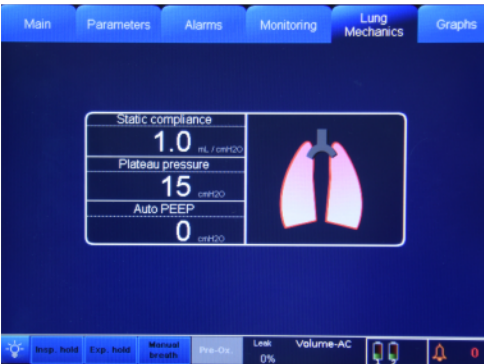 Main
Parameters
Alarms
Monitoring
Lung
Mechanics
Graphs
Static compliance
1.0 mL / cmH2O
Plateau pressure
15 cmH2O
Auto PEEP
0 cmH2O
Insp. hold
Exp. hold
Manual
breath
Pre-Ox.
Leak
0%
Volume-AC
0